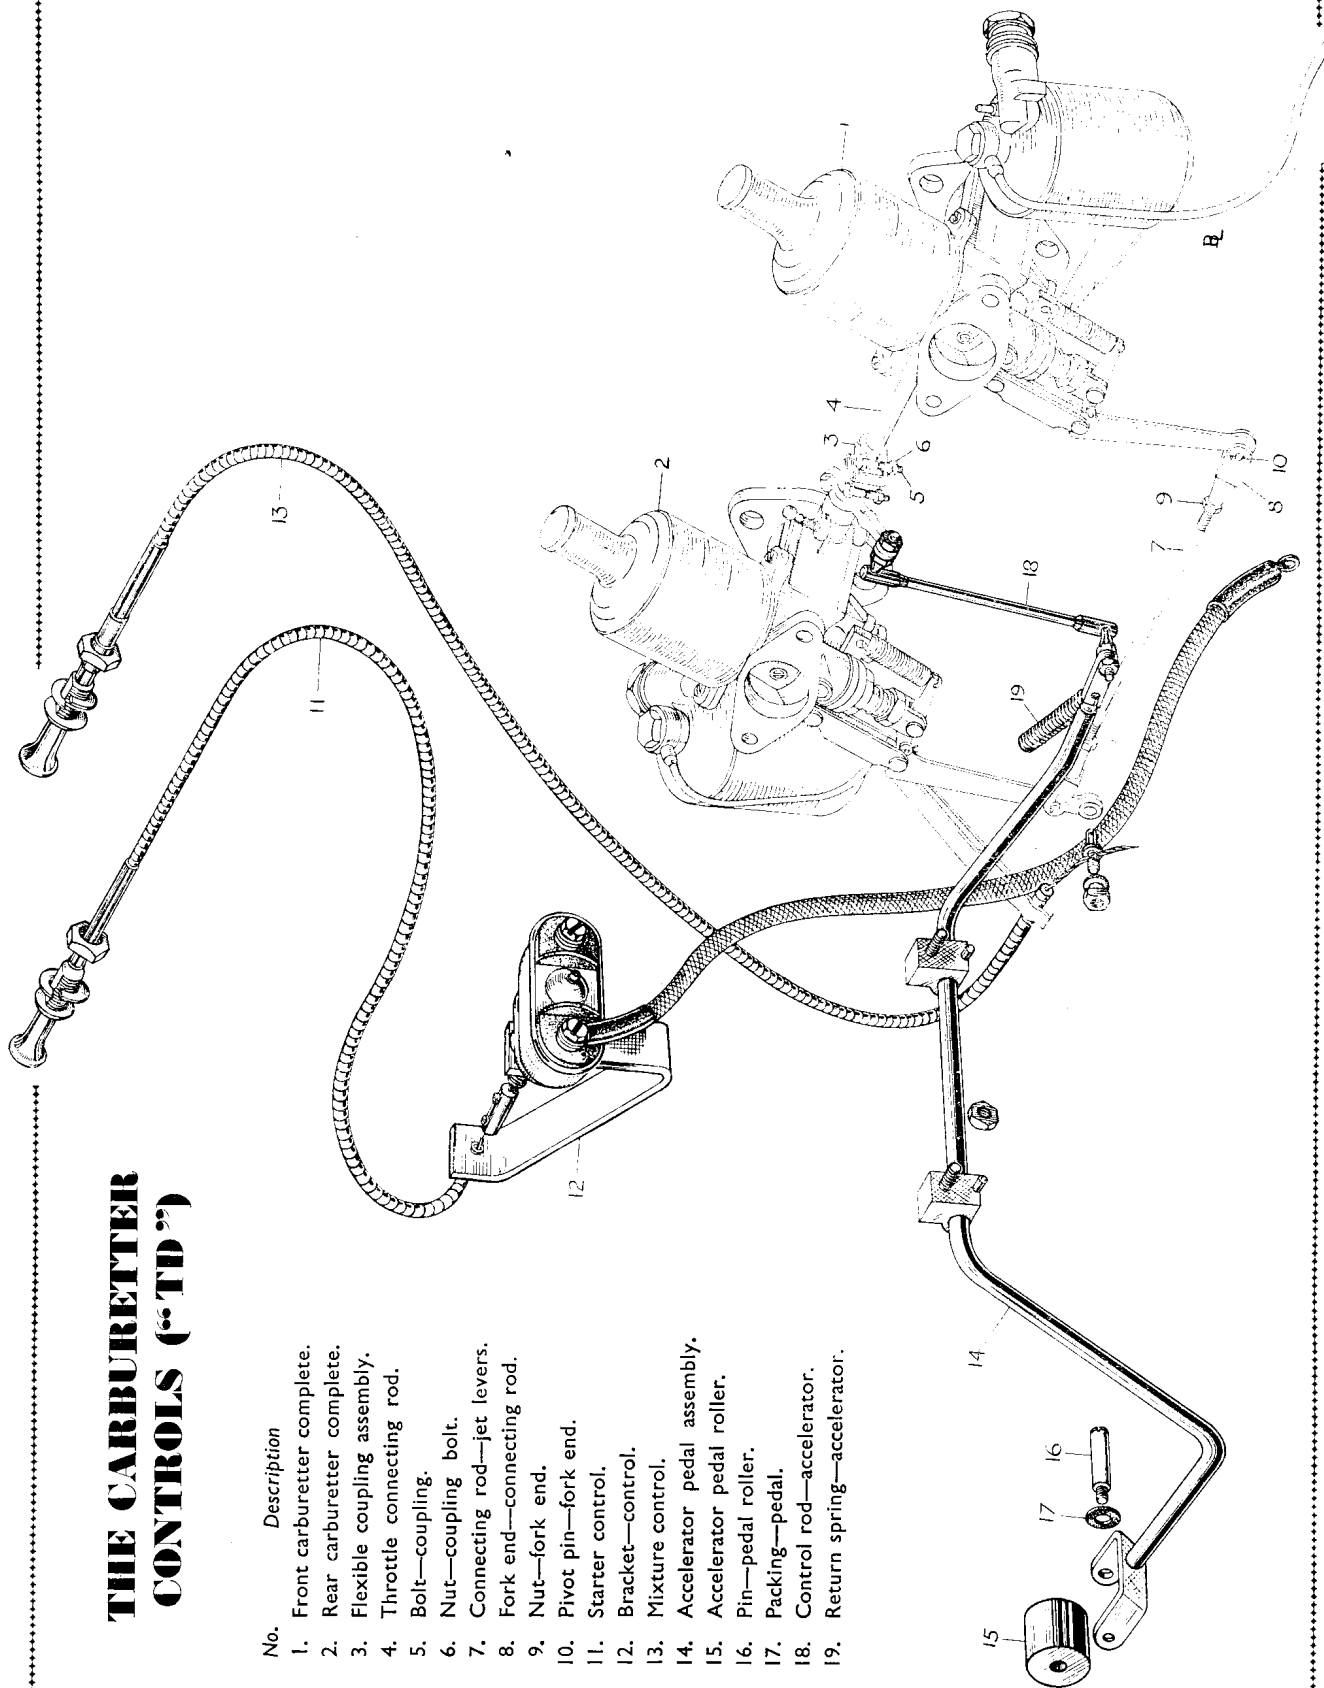 THE CARBURETTER
CONTROLS (“TD”)
No. Description
1. Front carburetter complete.
2. Rear carburetter complete.
3. Flexible coupling assembly.
4. Throttle connecting rod.
5. Bolt—coupling.
6. Nut—coupling bolt.
7. Connecting rod—jet levers.
8. Fork end—connecting rod.
9. Nut—fork end.
10. Pivot pin—fork end.
11. Starter control.
12. Bracket—control.
13. Mixture control.
14. Accelerator pedal assembly.
15. Accelerator pedal roller.
16. Pin—pedal roller.
17. Packing—pedal.
18. Control rod—accelerator.
19. Return spring—accelerator.
13
11
12
2
1
4
3
6
5
10
9
8
7
18
19
14
16
17
15